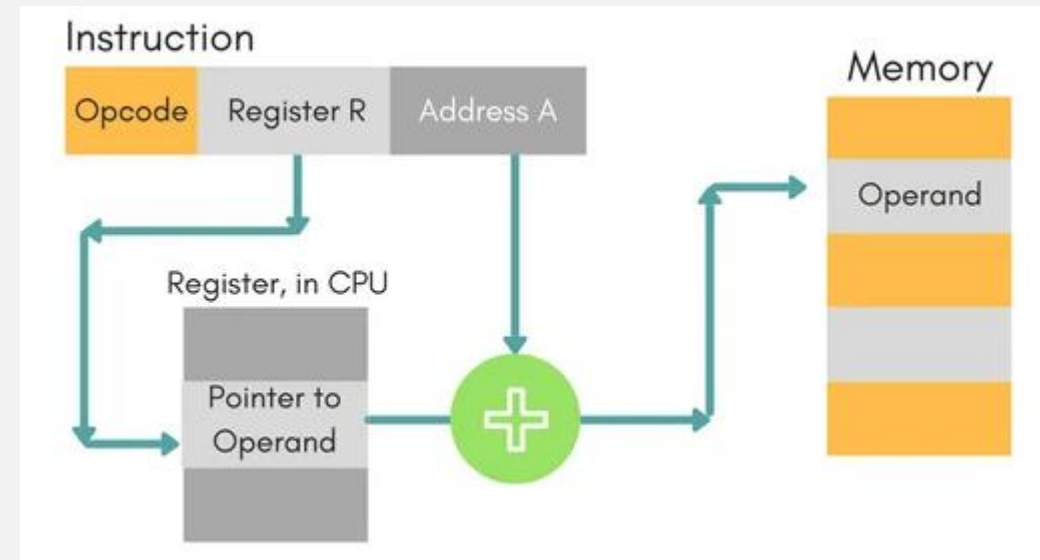 Instruction
Memory
Opcode Register R Address A
Operand
Register, in CPU
Pointer to
Operand